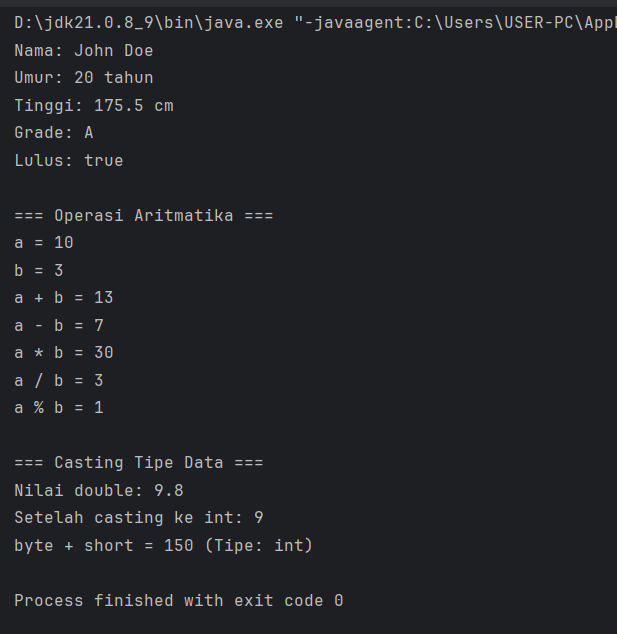 D:\jdk21.0.8_9\bin\java.exe "-javaagent:C:\Users\USER-PC\App
Nama: John Doe
Umur: 20 tahun
Tinggi: 175.5 cm
Grade: A
Lulus: true
=== Operasi Aritmatika ===
a = 10
b = 3
a + b = 13
a - b = 7
a * b = 30
a / b = 3
a % b = 1
=== Casting Tipe Data ===
Nilai double: 9.8
Setelah casting ke int: 9
byte + short = 150 (Tipe: int)
Process finished with exit code 0